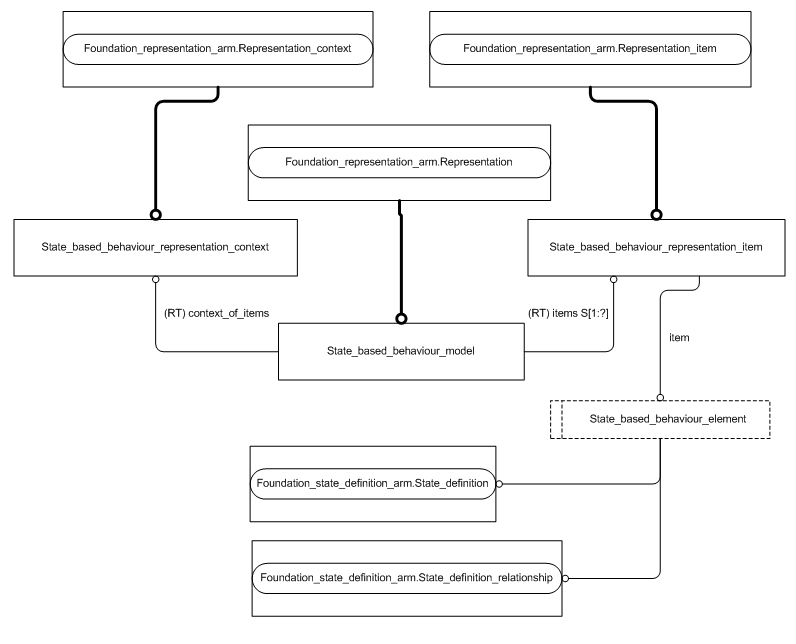 Foundation_representation_arm.Representation_context
Foundation_representation_arm.Representation_item
Foundation_representation_arm.Representation
State_based_behaviour_representation_context
State_based_behaviour_representation_item
(RT) context_of_items
(RT) items S[1:?]
State_based_behaviour_model
item
State_based_behaviour_element
Foundation_state_definition_arm.State_definition
Foundation_state_definition_arm.State_definition_relationship